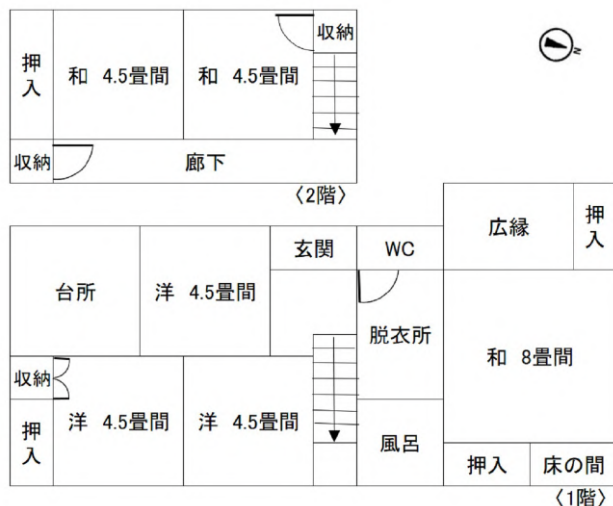 収納
押入
和 4.5畳間
和 4.5畳間
N
収納
廊下
〈2階〉
広縁
押入
玄関
WC
台所
洋 4.5畳間
脱衣所
和 8畳間
収納
押入
洋 4.5畳間
洋 4.5畳間
風呂
押入
床の間
〈1階〉